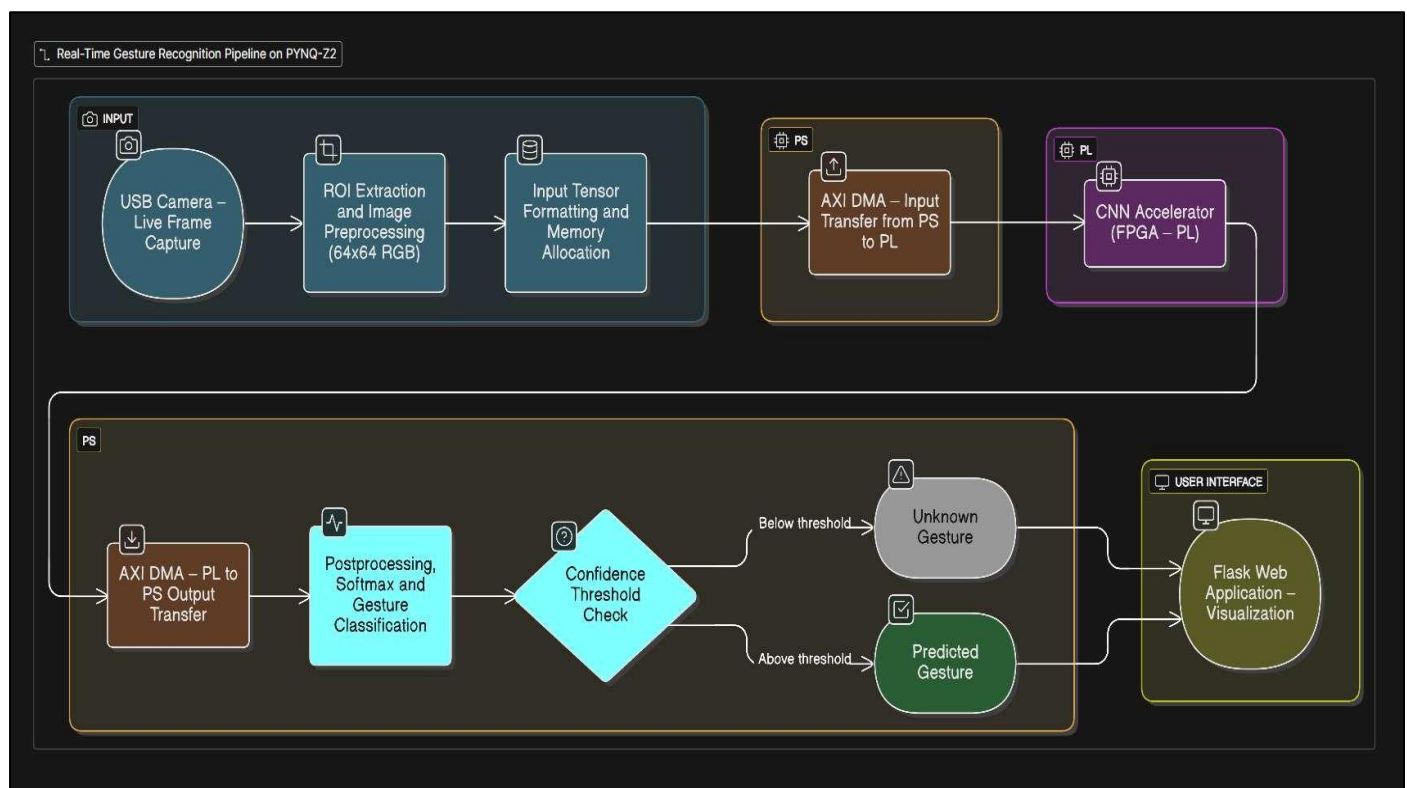 Real-Time Gesture Recognition Pipeline on PYNQ-Z2
INPUT
USB Camera –
Live Frame
Capture
ROI Extraction
and Image
Preprocessing
(64x64 RGB)
Input Tensor
Formatting and
Memory
Allocation
PS
AXI DMA – Input
Transfer from PS
to PL
PL
CNN Accelerator
(FPGA – PL)
PS
AXI DMA – PL to
PS Output
Transfer
Postprocessing,
Softmax and
Gesture
Classification
Confidence
Threshold
Check
Below threshold
Unknown
Gesture
Above threshold
Predicted
Gesture
USER INTERFACE
Flask Web
Application –
Visualization